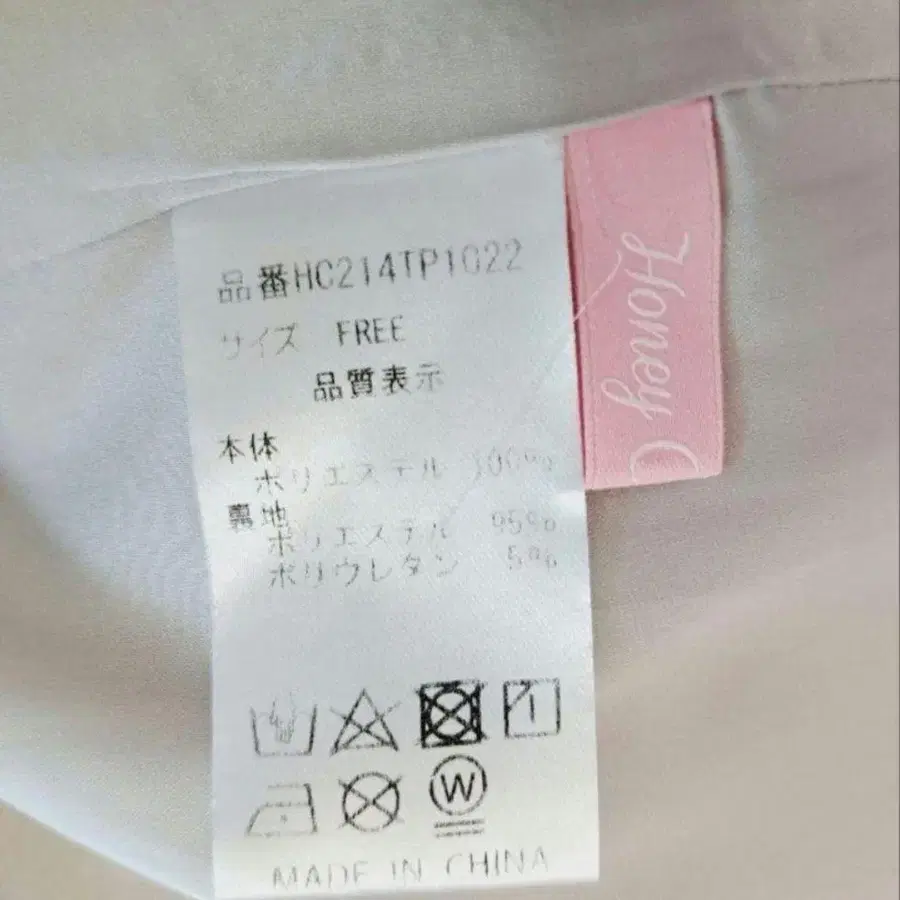 品番HC214TP1022
サイズ FREE
品質表示
本体
ポリエステル 100%
裏地
ポリエステル 95%
ポリウレタン 5%
W
MADE IN CHINA
Honey C